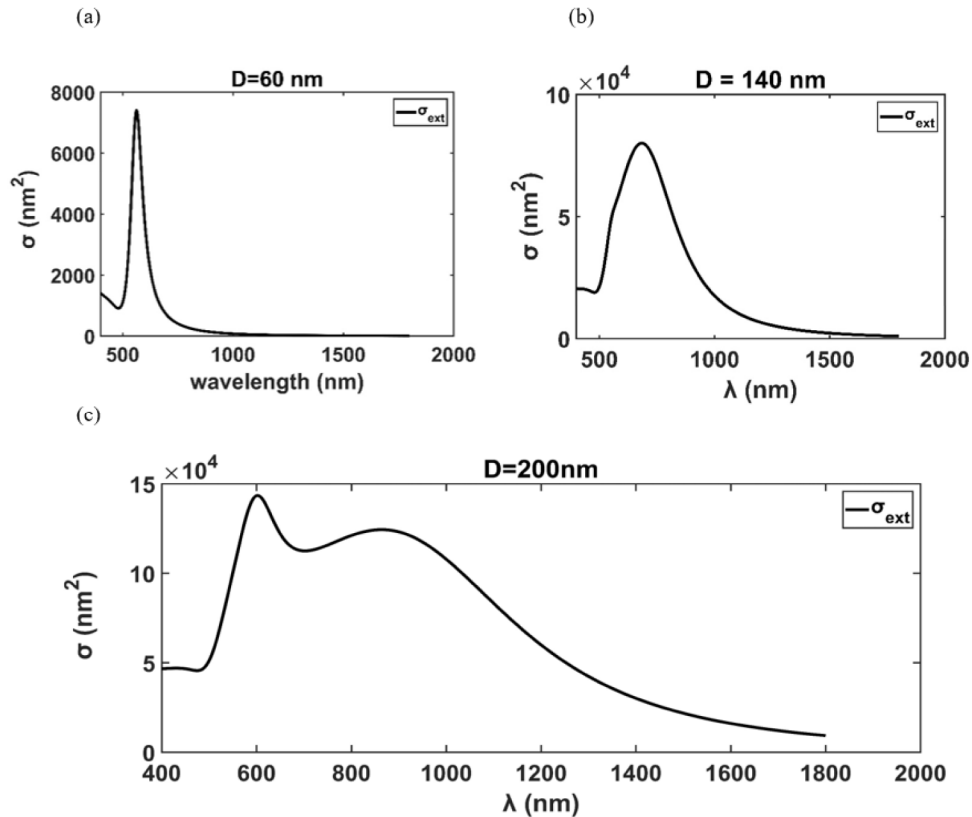 (a)
(b)
D=60 nm
8000
6000
4000
2000
0
σ (nm²)
σext
500
1000
1500
2000
wavelength (nm)
D = 140 nm
×10⁴
10
5
0
σ (nm²)
σext
500
1000
1500
2000
λ (nm)
(c)
D=200nm
×10⁴
15
10
5
0
σ (nm²)
σext
400
600
800
1000
1200
1400
1600
1800
2000
λ (nm)